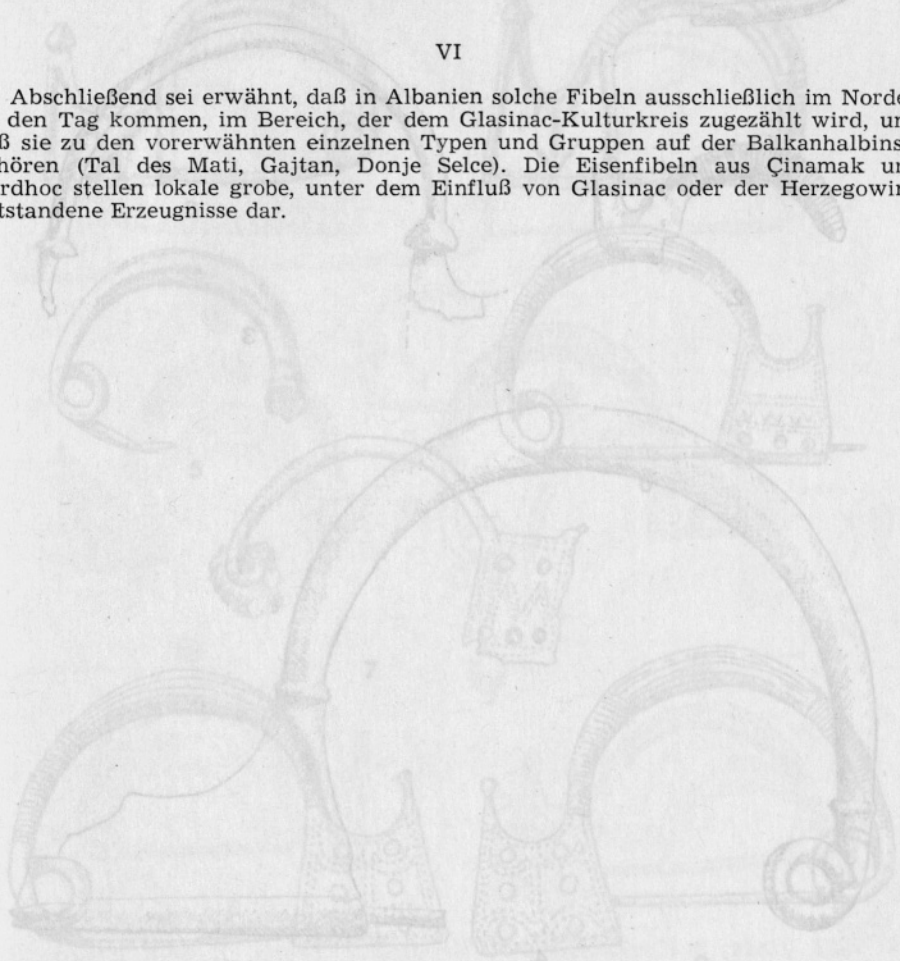 VI
Abschließend sei erwähnt, daß in Albanien solche Fibeln ausschließlich im Norde
den Tag kommen, im Bereich, der dem Glasinac-Kulturkreis zugezählt wird, un
ß sie zu den vorerwähnten einzelnen Typen und Gruppen auf der Balkanhalbins
hören (Tal des Mati, Gajtan, Donje Selce). Die Eisenfibeln aus Çinamak un
rdhoc stellen lokale grobe, unter dem Einfluß von Glasinac oder der Herzegowin
tstandene Erzeugnisse dar.
7